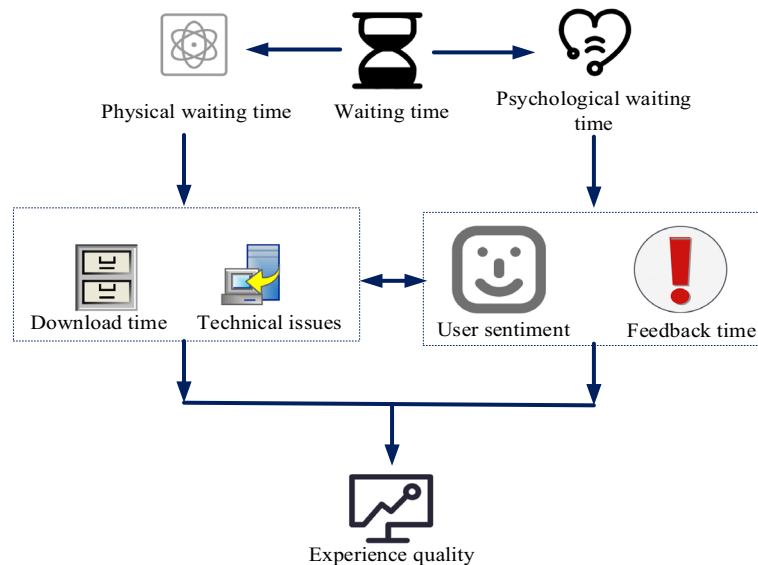 Physical waiting time
Waiting time
Psychological waiting
time
Download time
Technical issues
User sentiment
Feedback time
Experience quality